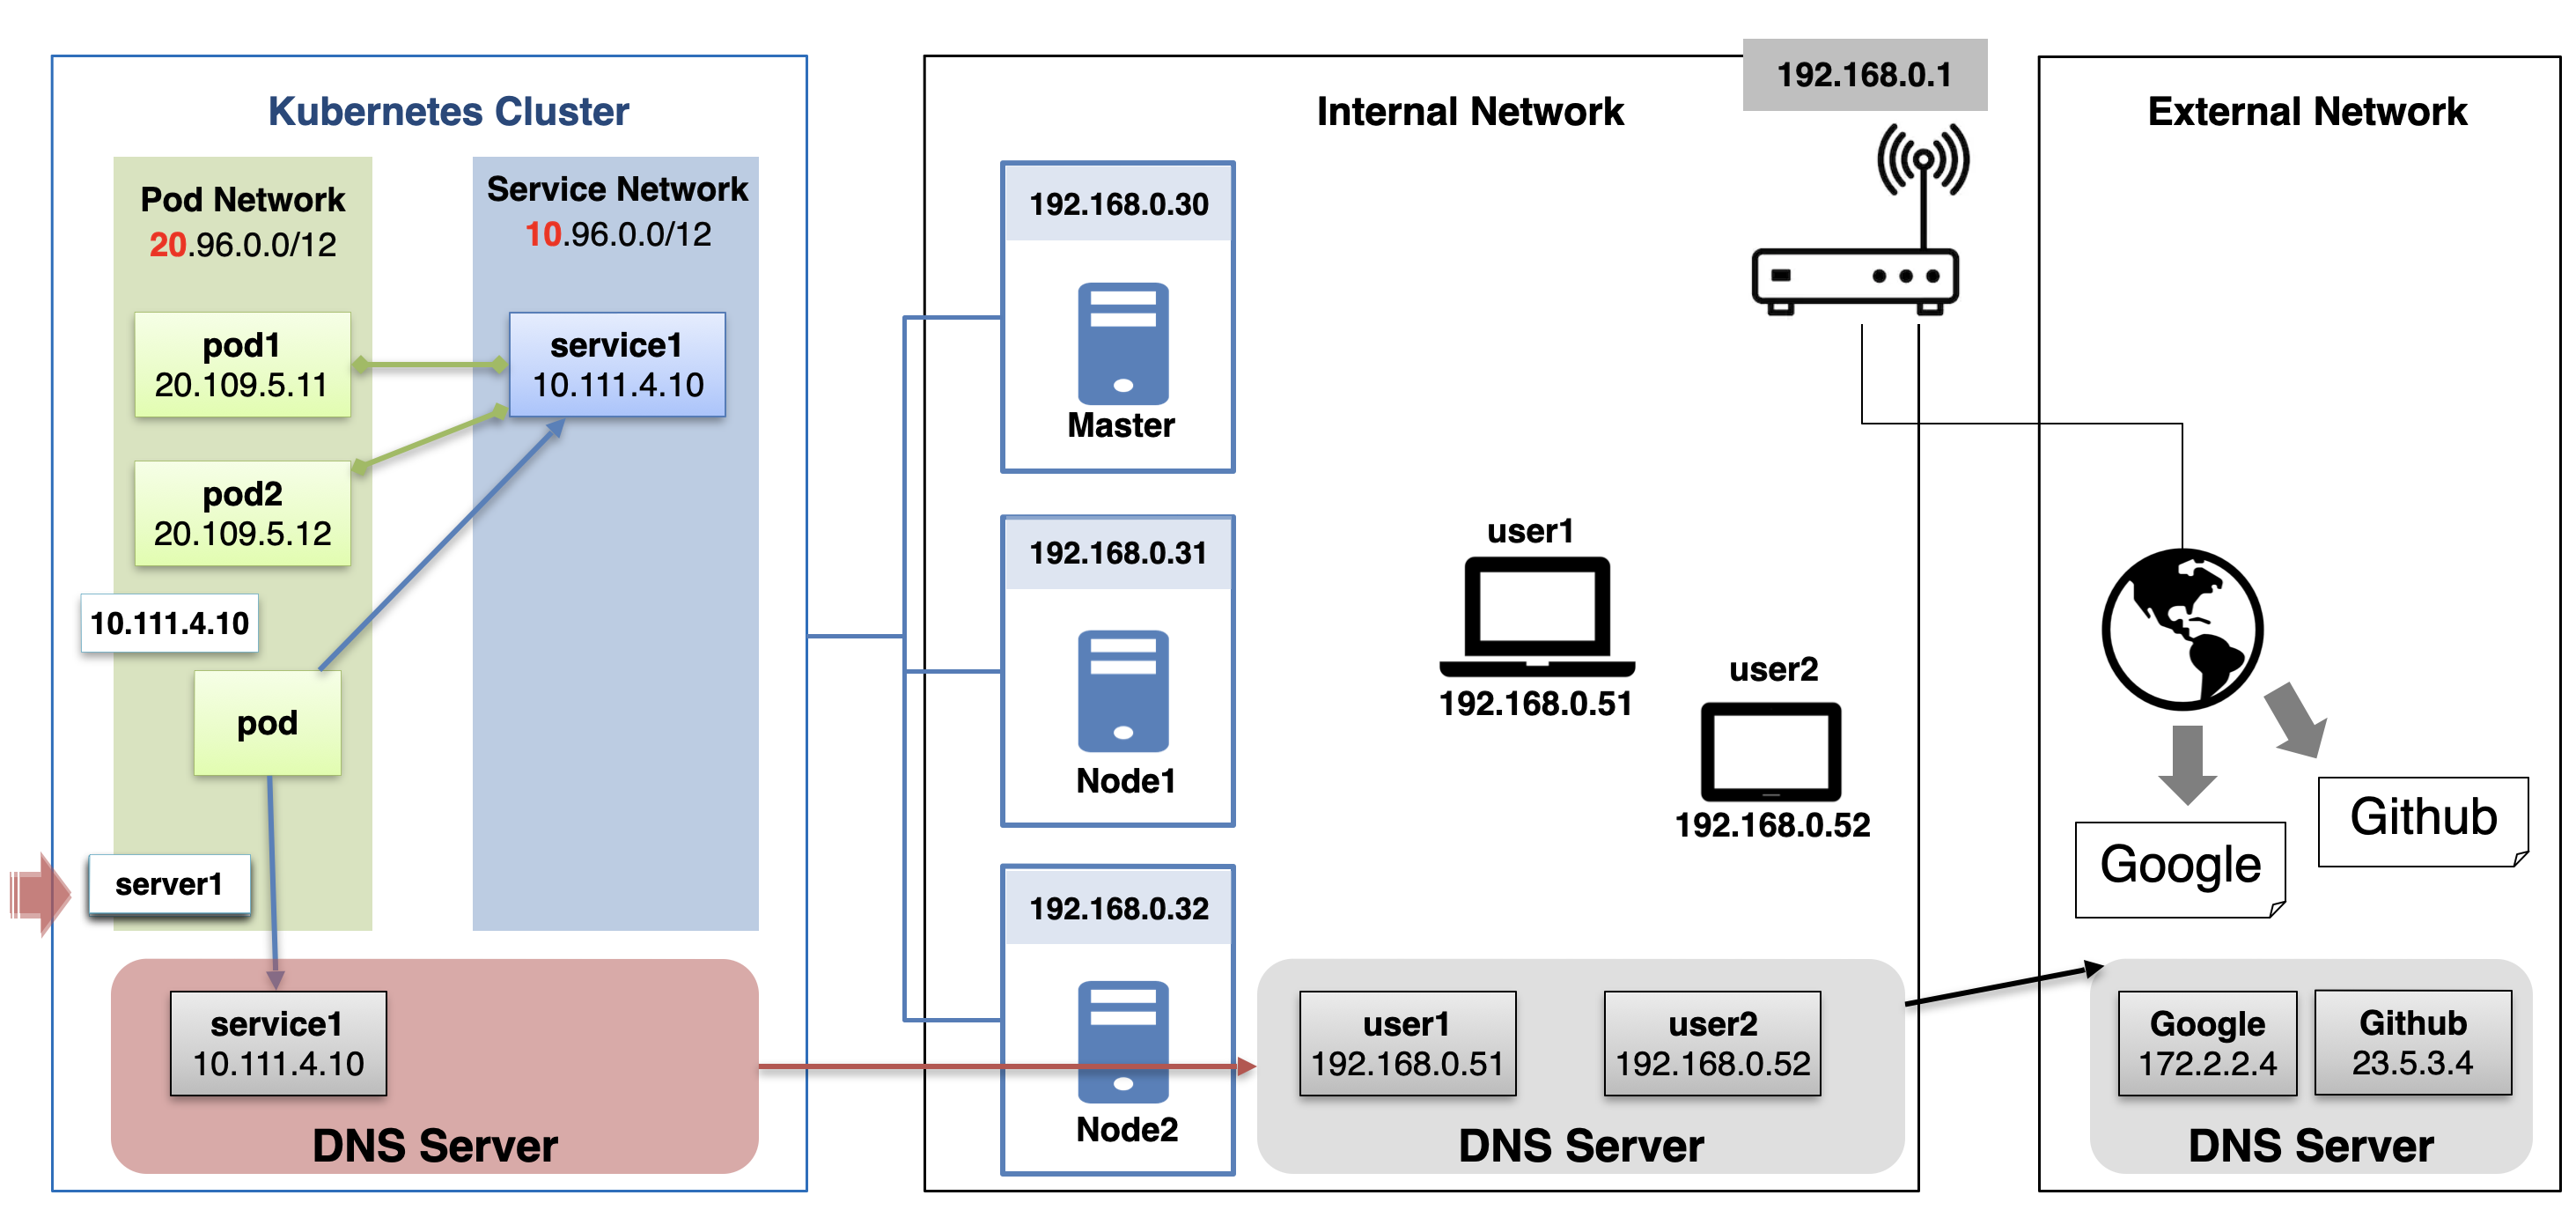 Kubernetes Cluster
Pod Network
20.96.0.0/12
Service Network
10.96.0.0/12
pod1
20.109.5.11
service1
10.111.4.10
pod2
20.109.5.12
10.111.4.10
pod
server1
service1
10.111.4.10
DNS Server
Internal Network
192.168.0.1
192.168.0.30
Master
192.168.0.31
Node1
192.168.0.32
Node2
user1
192.168.0.51
user2
192.168.0.52
user1
192.168.0.51
user2
192.168.0.52
DNS Server
External Network
Github
Google
Google
172.2.2.4
Github
23.5.3.4
DNS Server